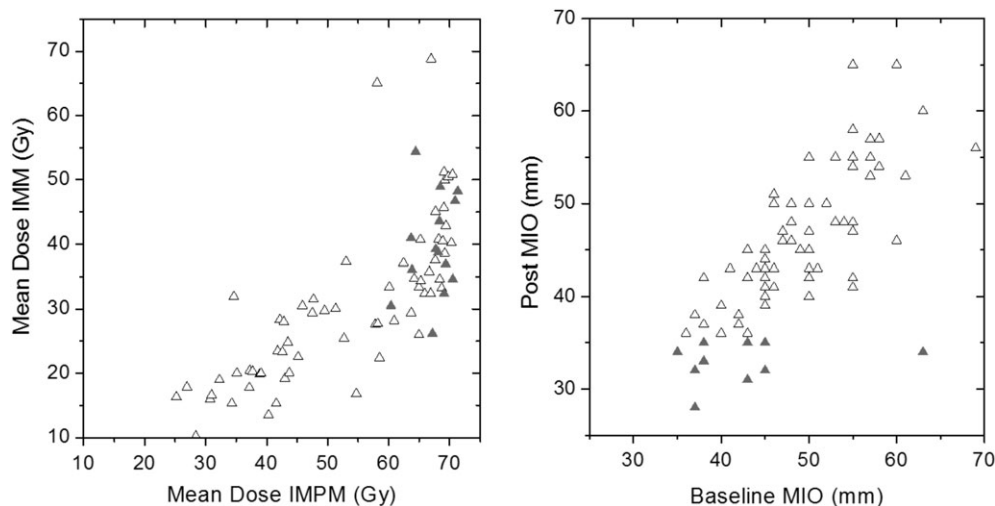 Mean Dose IMM (Gy)
70
60
50
40
30
20
10
10 20 30 40 50 60 70
Mean Dose IMPM (Gy)
Post MIO (mm)
70
60
50
40
30
30 40 50 60 70
Baseline MIO (mm)